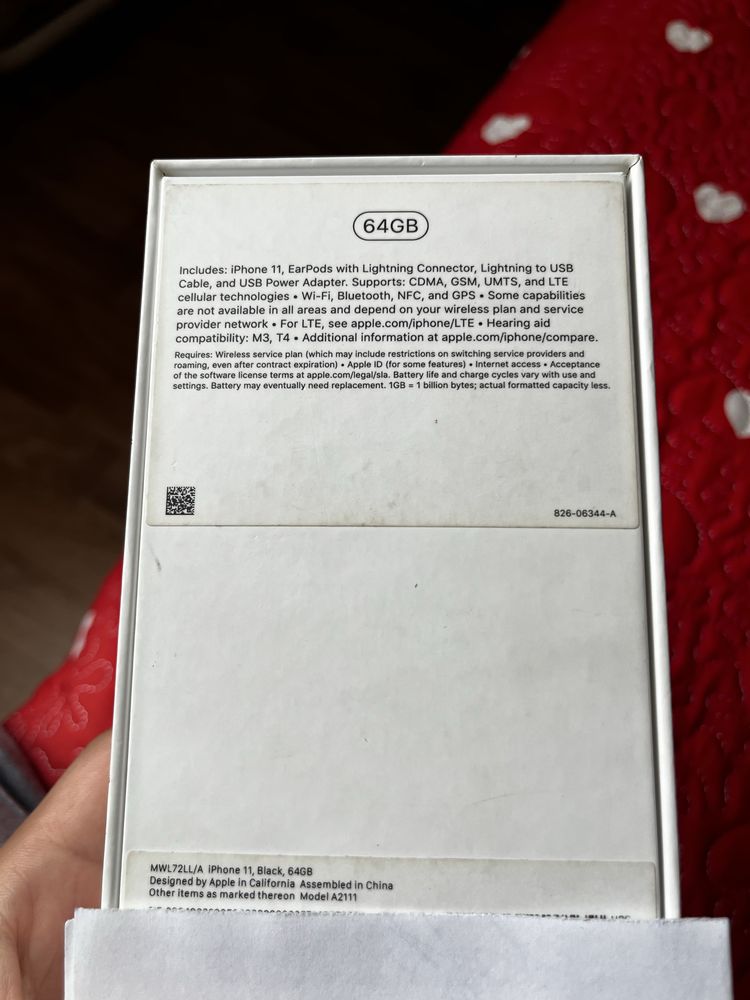 64GB
Includes: iPhone 11, EarPods with Lightning Connector, Lightning to USB
Cable, and USB Power Adapter. Supports: CDMA, GSM, UMTS, and LTE
cellular technologies • Wi-Fi, Bluetooth, NFC, and GPS • Some capabilities
are not available in all areas and depend on your wireless plan and service
provider network • For LTE, see apple.com/iphone/LTE • Hearing aid
compatibility: M3, T4 • Additional information at apple.com/iphone/compare.
Requires: Wireless service plan (which may include restrictions on switching service providers and
roaming, even after contract expiration) • Apple ID (for some features) • Internet access • Acceptance
of the software license terms at apple.com/legal/sla. Battery life and charge cycles vary with use and
settings. Battery may eventually need replacement. 1GB = 1 billion bytes; actual formatted capacity less.
826-06344-A
MWL72LL/A iPhone 11, Black, 64GB
Designed by Apple in California Assembled in China
Other items as marked thereon Model A2111